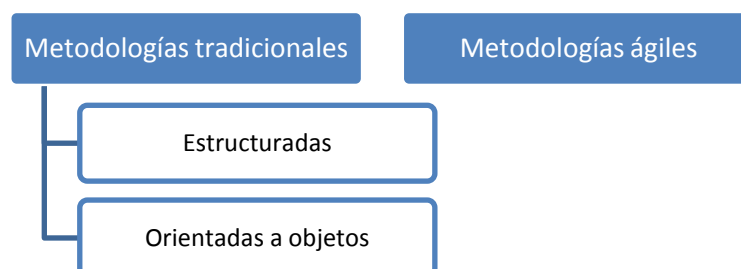 Metodologías tradicionales
Metodologías ágiles
Estructuradas
Orientadas a objetos